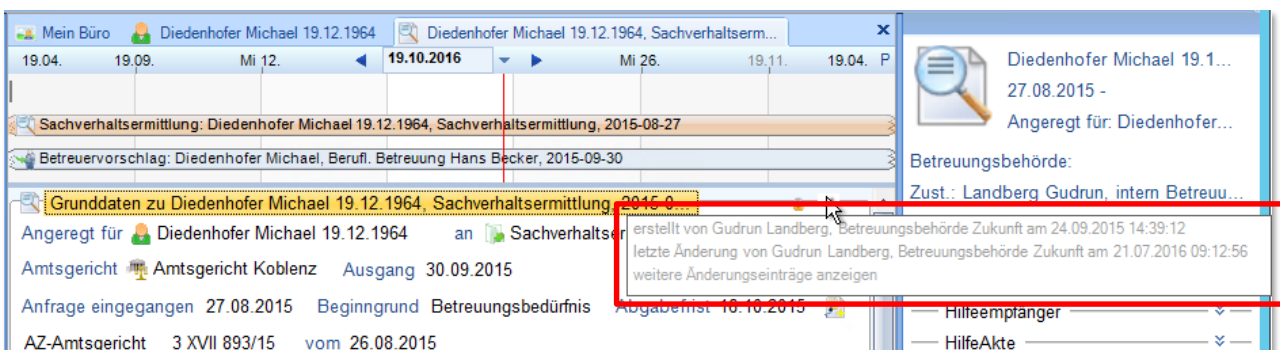 Mein Büro Diedenhofer Michael 19.12.1964 Diedenhofer Michael 19.12.1964, Sachverhaltserm...
19.04. 19.09. Mi 12. 19.10.2016 Mi 26. 19.11. 19.04. P
Sachverhaltsermittlung: Diedenhofer Michael 19.12.1964, Sachverhaltsermittlung, 2015-08-27
Betreuervorschlag: Diedenhofer Michael, Berufl. Betreuung Hans Becker, 2015-09-30
Grunddaten zu Diedenhofer Michael 19.12.1964, Sachverhaltsermittlung, 2015-0...
Angeregt für Diedenhofer Michael 19.12.1964 an Sachverhaltser
Amtsgericht Amtsgericht Koblenz Ausgang 30.09.2015
Anfrage eingegangen 27.08.2015 Beginngrund Betreuungsbedürfnis Abgabefrist 18.10.2015
AZ-Amtsgericht 3 XVII 893/15 vom 26.08.2015
erstellt von Gudrun Landberg, Betreuungsbehörde Zukunft am 24.09.2015 14:39:12
letzte Änderung von Gudrun Landberg, Betreuungsbehörde Zukunft am 21.07.2016 09:12:56
weitere Änderungseinträge anzeigen
Diedenhofer Michael 19.1...
27.08.2015 -
Angeregt für: Diedenhofer...
Betreuungsbehörde:
Zust.: Landberg Gudrun, intern Betreuu...
Hilfeempfänger
HilfeAkte